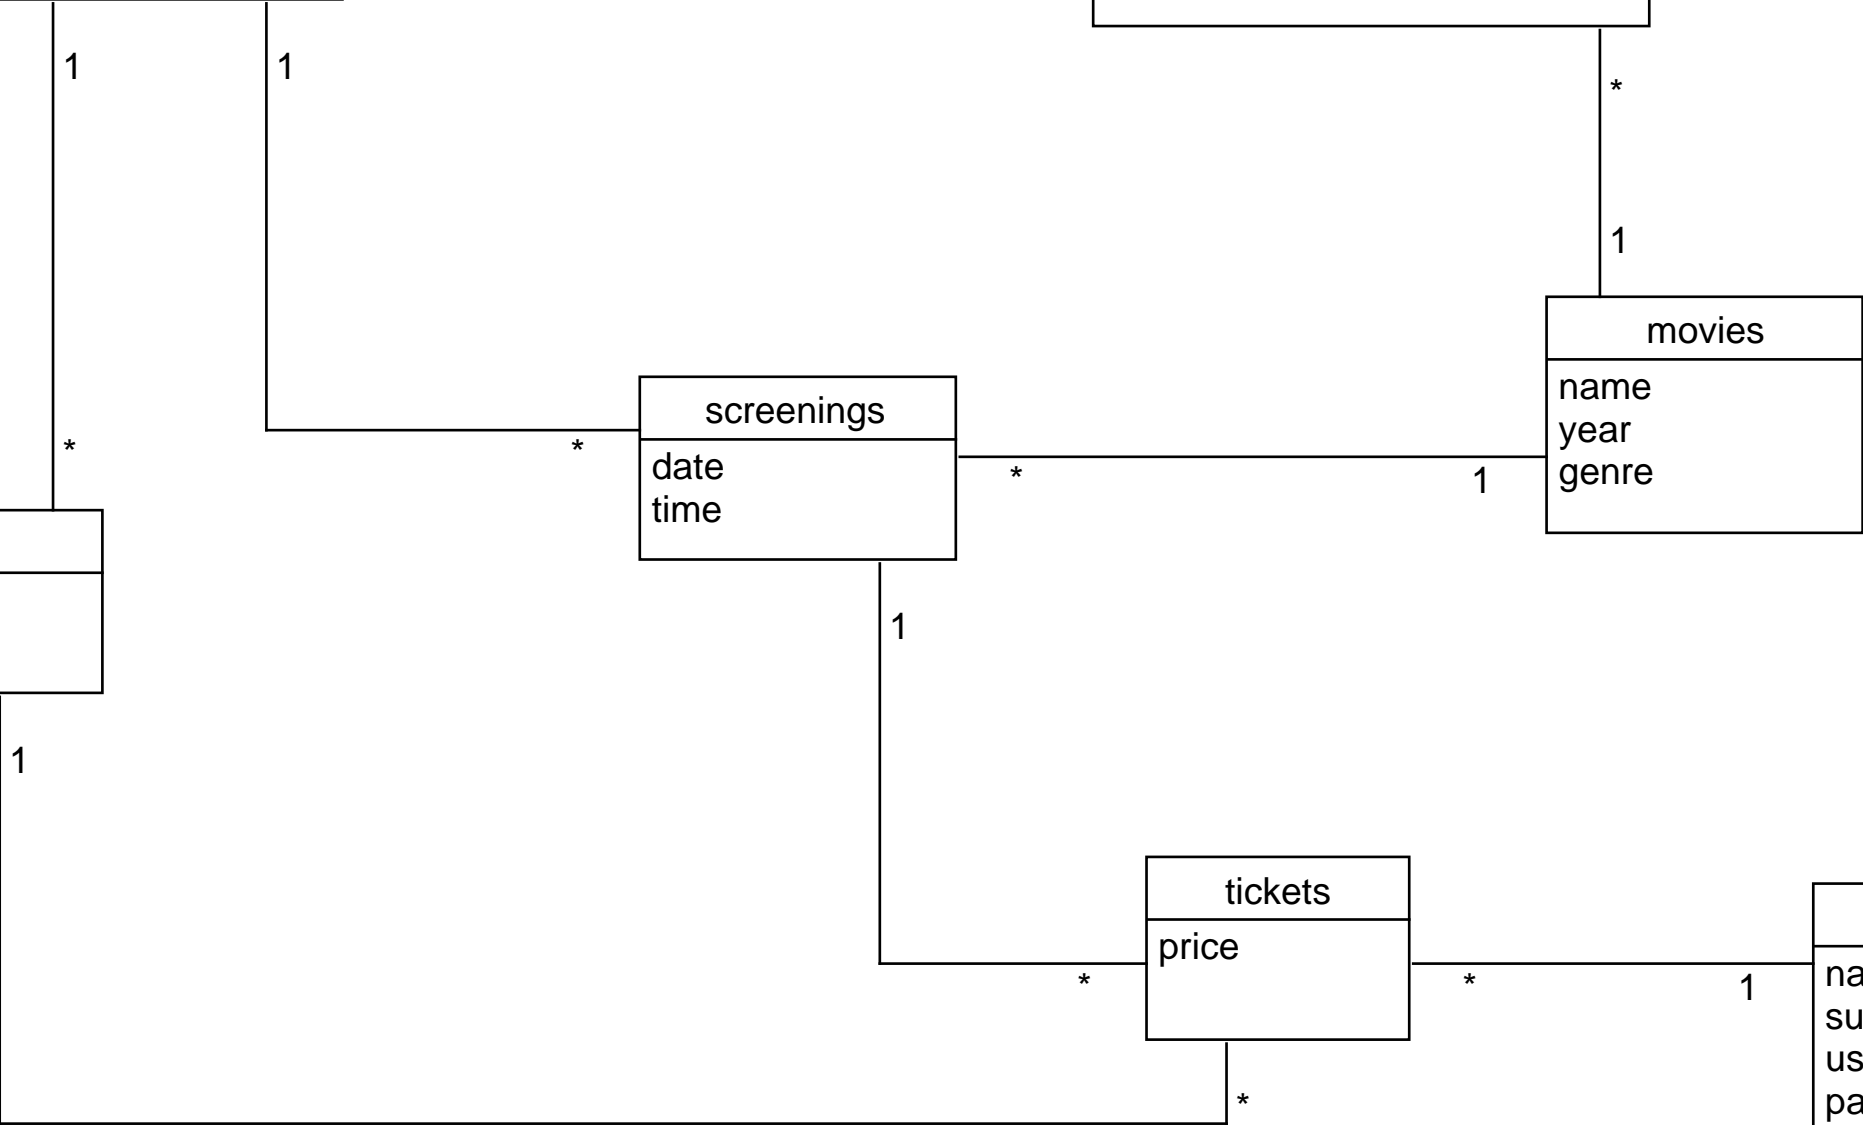 1
1
*
1
movies
name
year
genre
screenings
date
time
*
*
*
1
1
1
tickets
price
*
*
1
na
su
us
pa
*